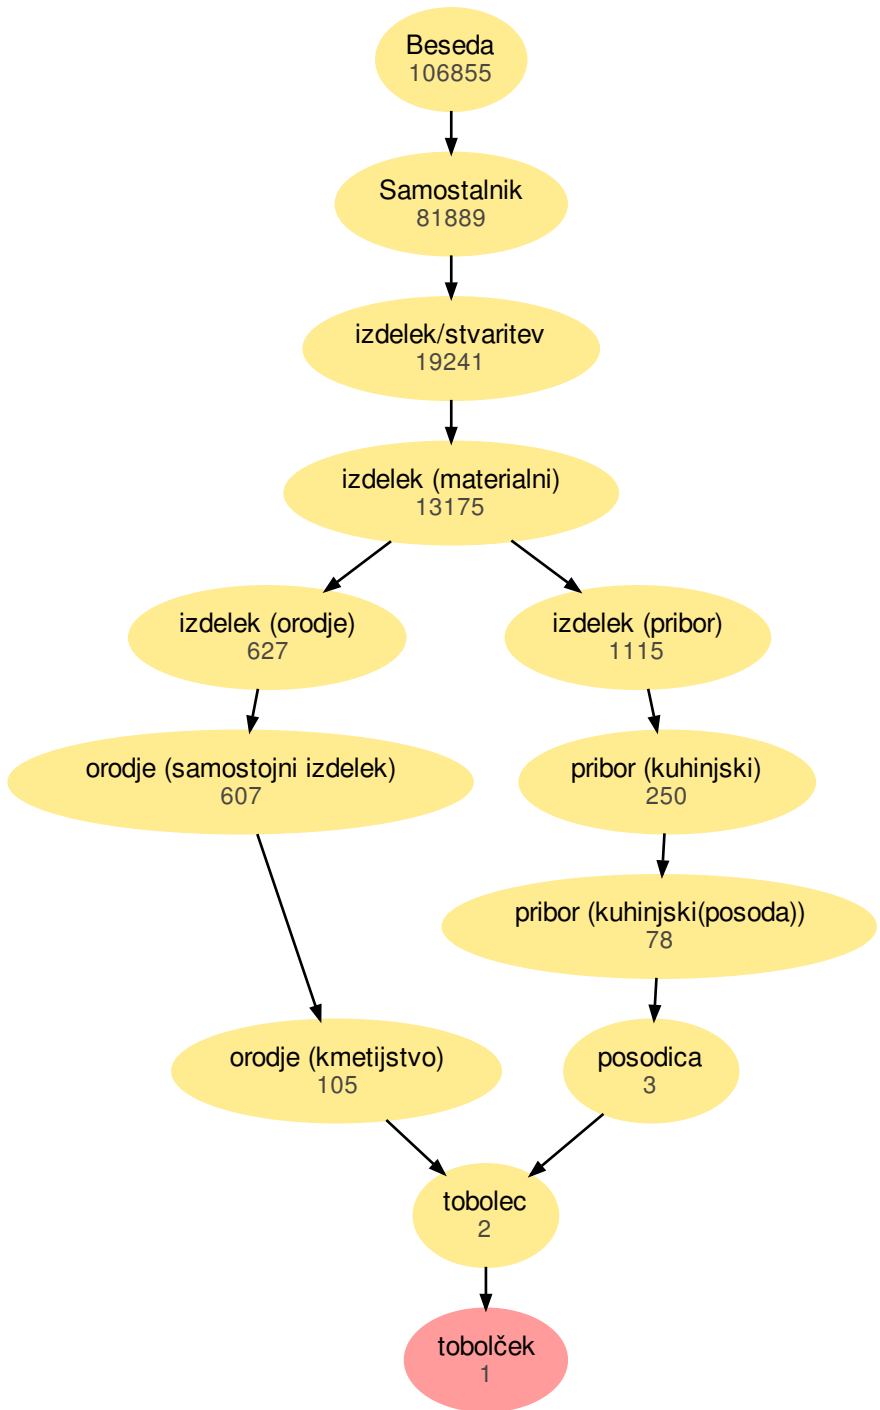 Beseda
106855
Samostalnik
81889
izdelek/stvaritev
19241
izdelek (materialni)
13175
izdelek (orodje)
627
izdelek (pribor)
1115
orodje (samostojni izdelek)
607
pribor (kuhinjski)
250
pribor (kuhinjski(posoda))
78
orodje (kmetijstvo)
105
posodica
3
tobolec
2
tobolček
1